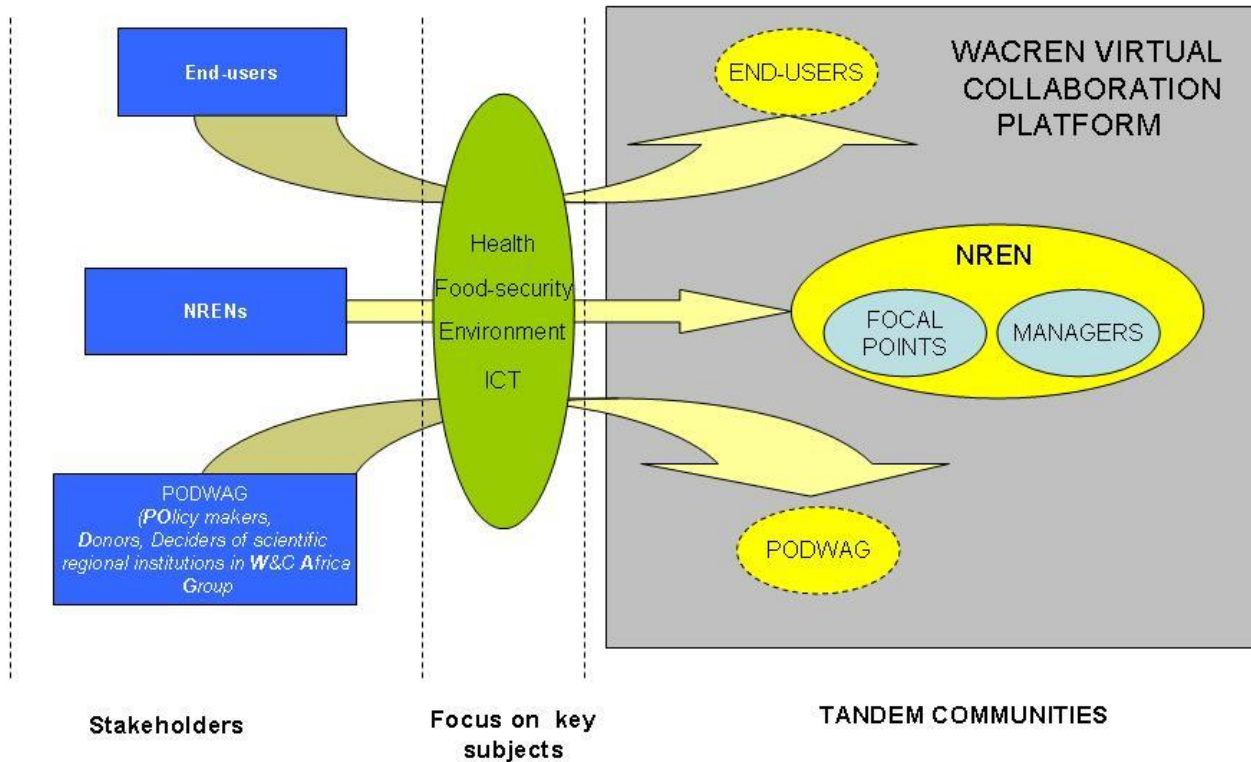 End-users
NRENs
PODWAG
(POlicy makers,
Donors, Deciders of scientific
regional institutions in W&C Africa
Group
Health
Food-security
Environment
ICT
WACREN VIRTUAL
COLLABORATION
PLATFORM
END-USERS
NREN
FOCAL
POINTS
MANAGERS
PODWAG
Stakeholders
Focus on key
subjects
TANDEM COMMUNITIES